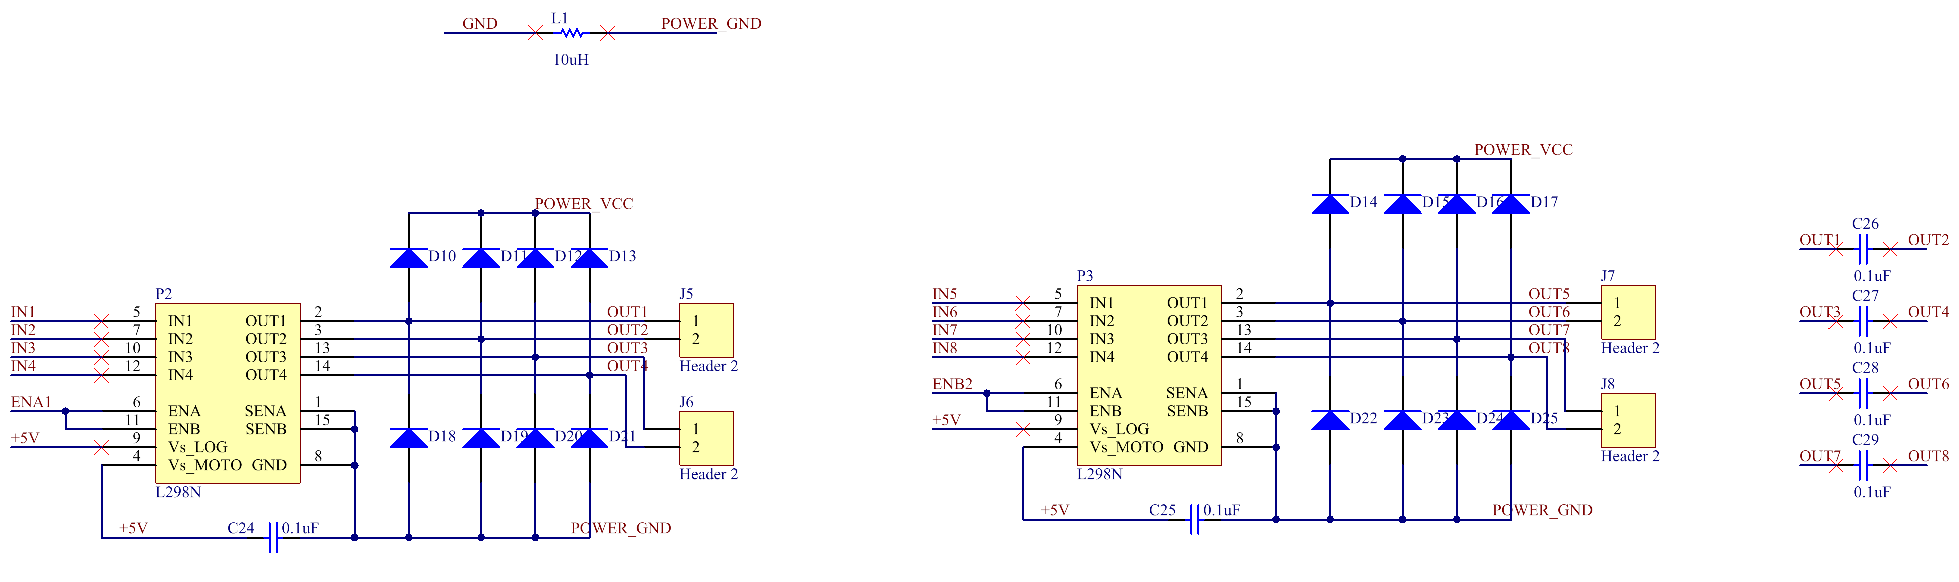 GND L1 POWER_GND
10uH
POWER_VCC
D10 D11 D12 D13
P2
IN1 5 IN1 OUT1 2 OUT1
IN2 7 IN2 OUT2 3 OUT2
IN3 10 IN3 OUT3 13 OUT3
IN4 12 IN4 OUT4 14 OUT4
ENA1 6 ENA SENA 1
11 ENB SENB 15
+5V 9 Vs_LOG
4 Vs_MOTO GND 8
L298N
J5
1
2
Header 2
J6
1
2
Header 2
D18 D19 D20 D21
+5V C24 0.1uF POWER_GND
POWER_VCC
D14 D15 D16 D17
P3
IN5 5 IN1 OUT1 2 OUT5
IN6 7 IN2 OUT2 3 OUT6
IN7 10 IN3 OUT3 13 OUT7
IN8 12 IN4 OUT4 14 OUT8
ENB2 6 ENA SENA 1
11 ENB SENB 15
+5V 9 Vs_LOG
4 Vs_MOTO GND 8
L298N
J7
1
2
Header 2
J8
1
2
Header 2
D22 D23 D24 D25
+5V C25 0.1uF POWER_GND
C26
OUT1 OUT2
0.1uF
C27
OUT3 OUT4
0.1uF
C28
OUT5 OUT6
0.1uF
C29
OUT7 OUT8
0.1uF